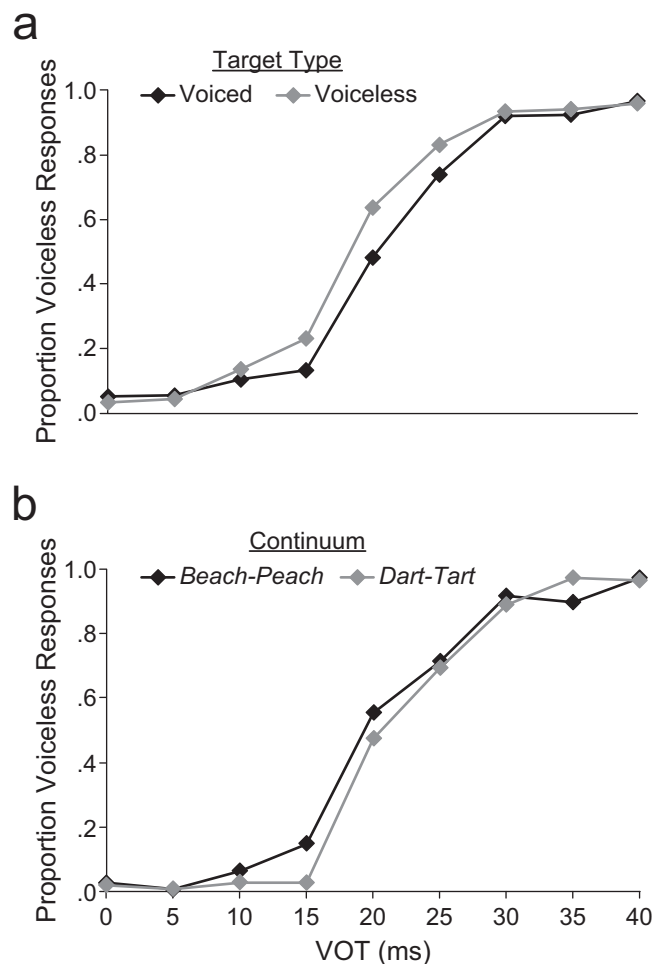 a
Target Type
Voiced Voiceless
Proportion Voiceless Responses
1.0
.8
.6
.4
.2
.0
b
Continuum
Beach-Peach Dart-Tart
Proportion Voiceless Responses
1.0
.8
.6
.4
.2
.0
0 5 10 15 20 25 30 35 40
VOT (ms)